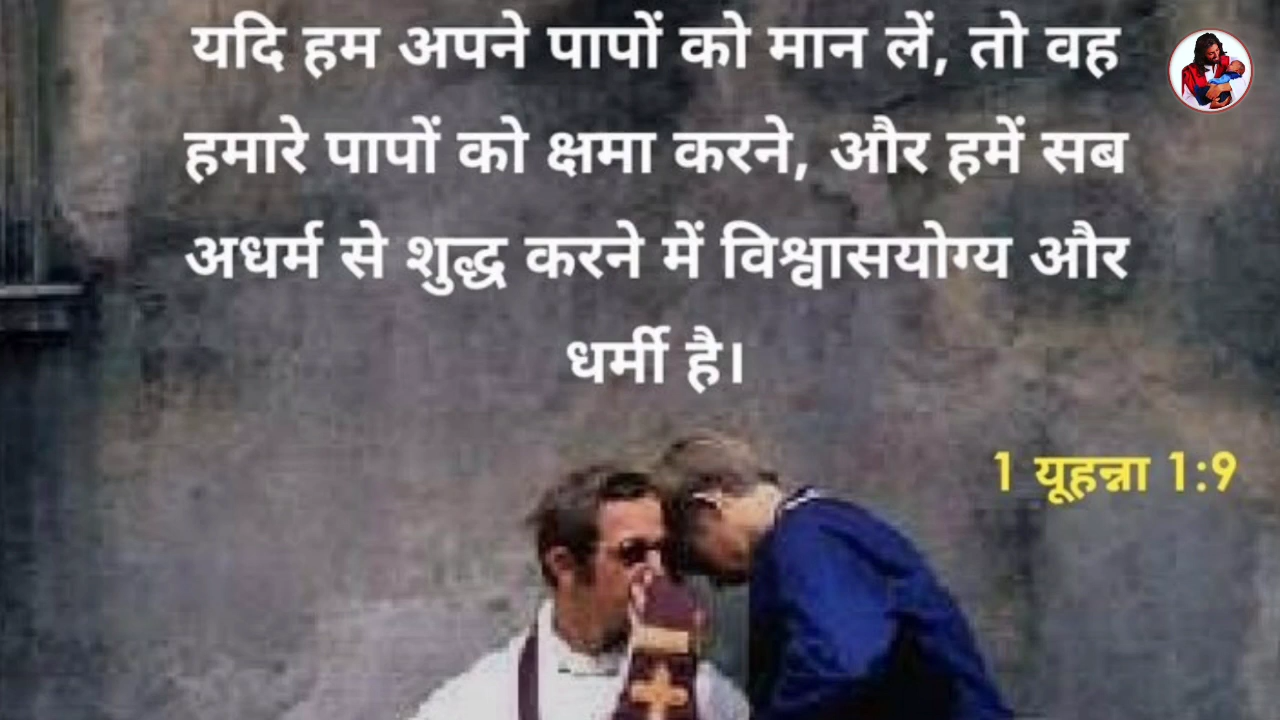 यदि हम अपने पापों को मान लें, तो वह
हमारे पापों को क्षमा करने, और हमें सब
अधर्म से शुद्ध करने में विश्वासयोग्य और
धर्मी है।
1 यूहन्ना 1:9